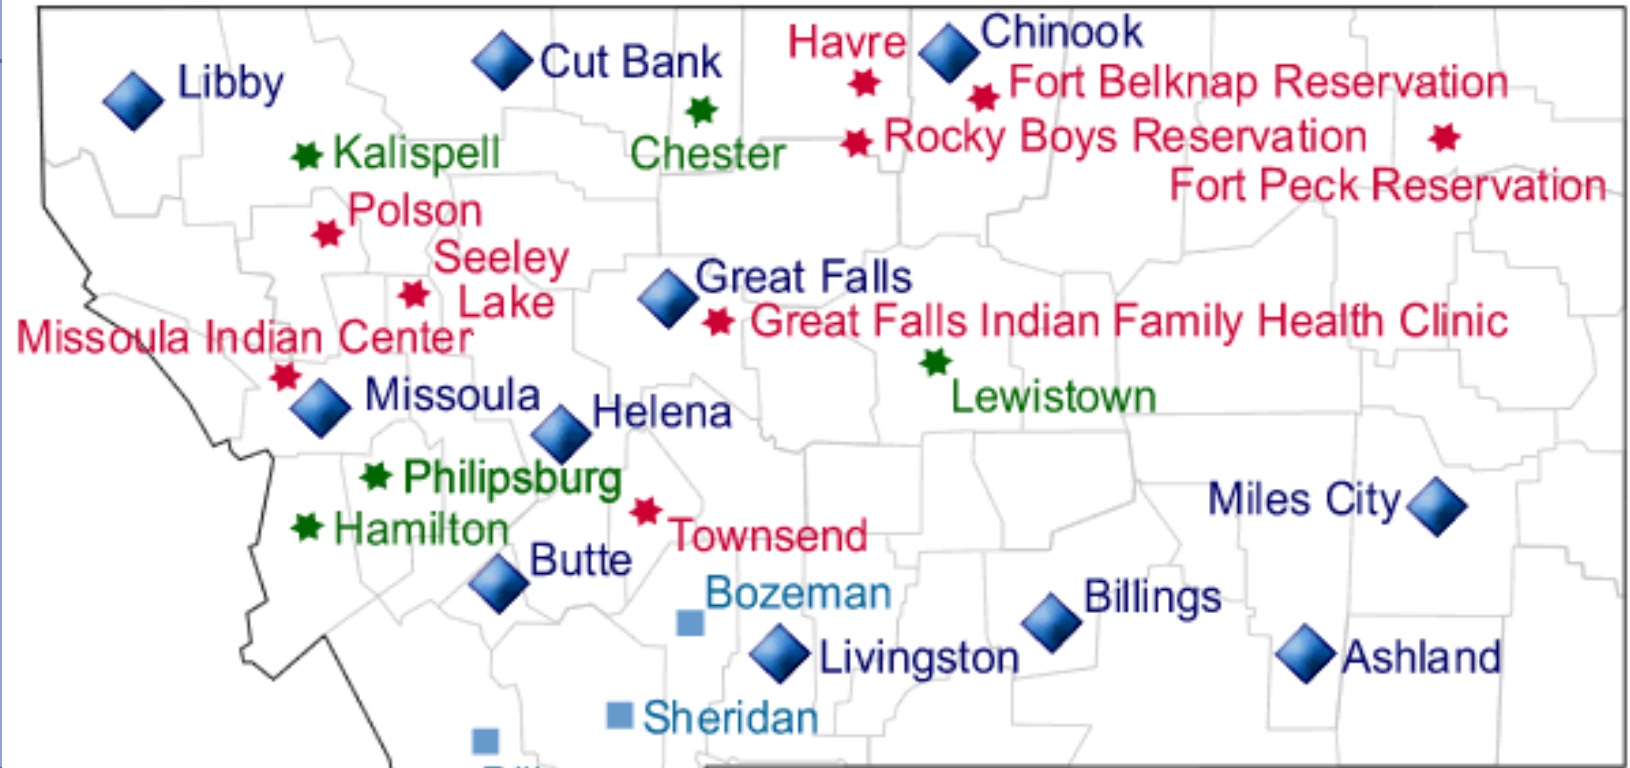 Havre
Chinook
Cut Bank
Libby
Fort Belknap Reservation
Rocky Boys Reservation
Kalispell
Chester
Fort Peck Reservation
Polson
Seeley
Lake
Great Falls
Great Falls Indian Family Health Clinic
Missoula Indian Center
Missoula
Lewistown
Helena
Philipsburg
Miles City
Hamilton
Townsend
Butte
Bozeman
Billings
Livingston
Ashland
Sheridan